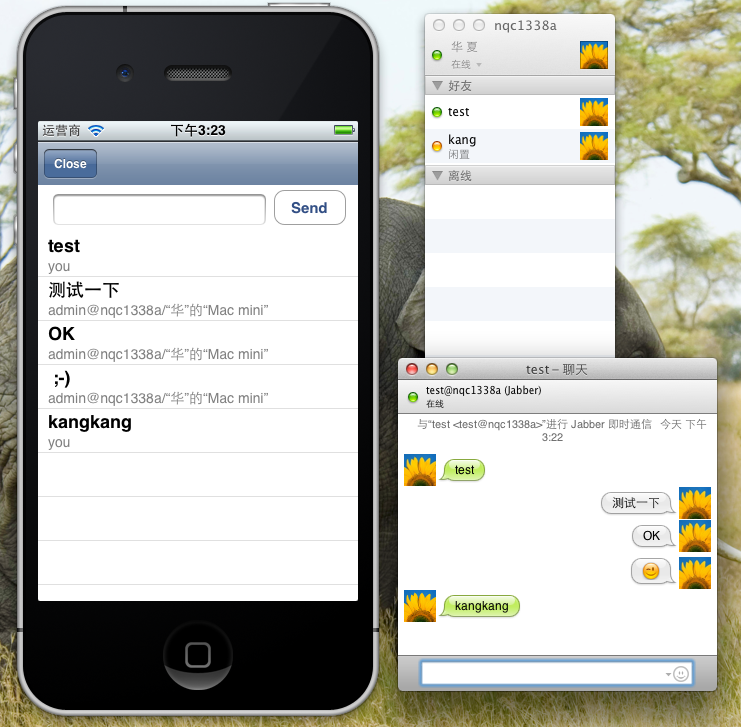 运营商
下午3:23
Close
Send
test
you
测试一下
admin@nqc1338a/“华”的“Mac mini”
OK
admin@nqc1338a/“华”的“Mac mini”
;-)
admin@nqc1338a/“华”的“Mac mini”
kangkang
you
nqc1338a
华 夏
在线
好友
test
kang
闲置
离线
test – 聊天
test@nqc1338a (Jabber)
在线
与“test <test@nqc1338a>”进行 Jabber 即时通信 今天 下午
3:22
test
测试一下
OK
kangkang